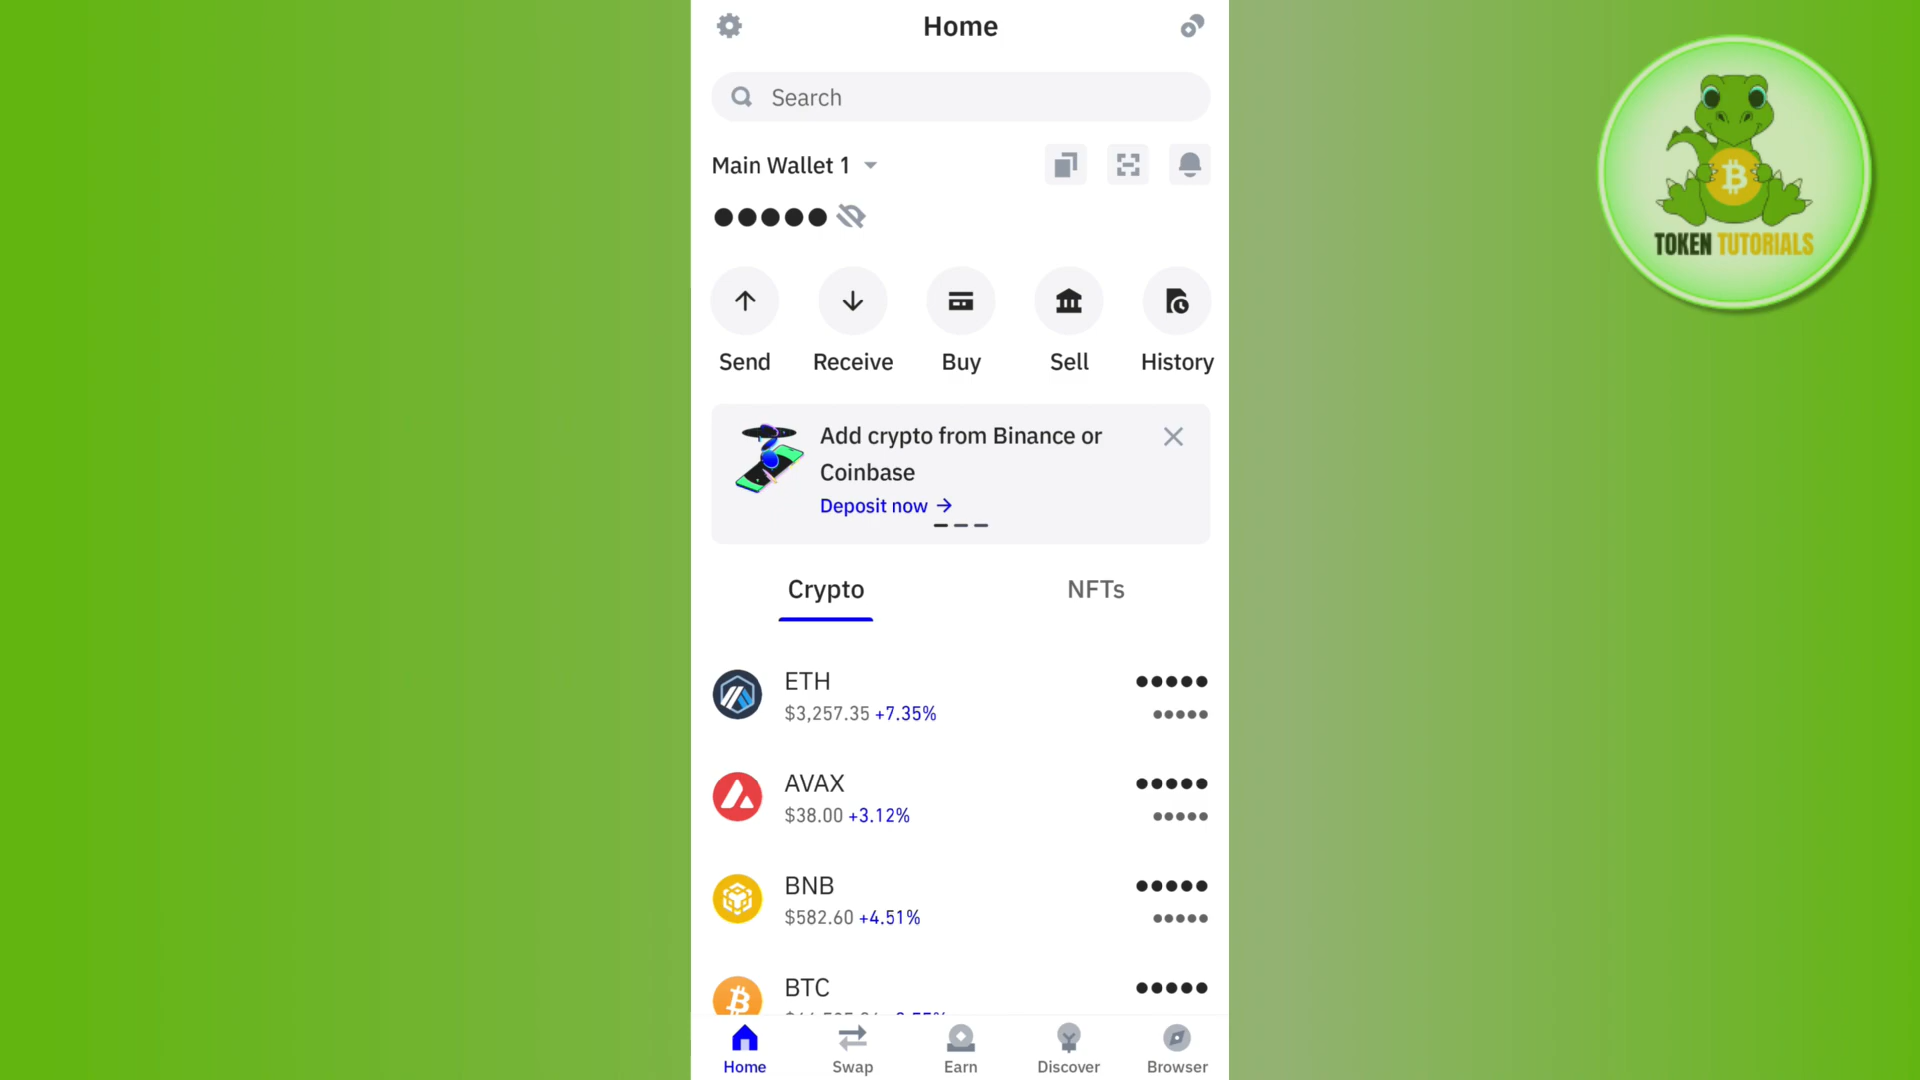 Home
Search
Main Wallet 1
Send Receive Buy Sell History
Add crypto from Binance or
Coinbase
Deposit now →
Crypto NFTs
ETH
$3,257.35 +7.35%
AVAX
$38.00 +3.12%
BNB
$582.60 +4.51%
BTC
Home Swap Earn Discover Browser
TOKEN TUTORIALS